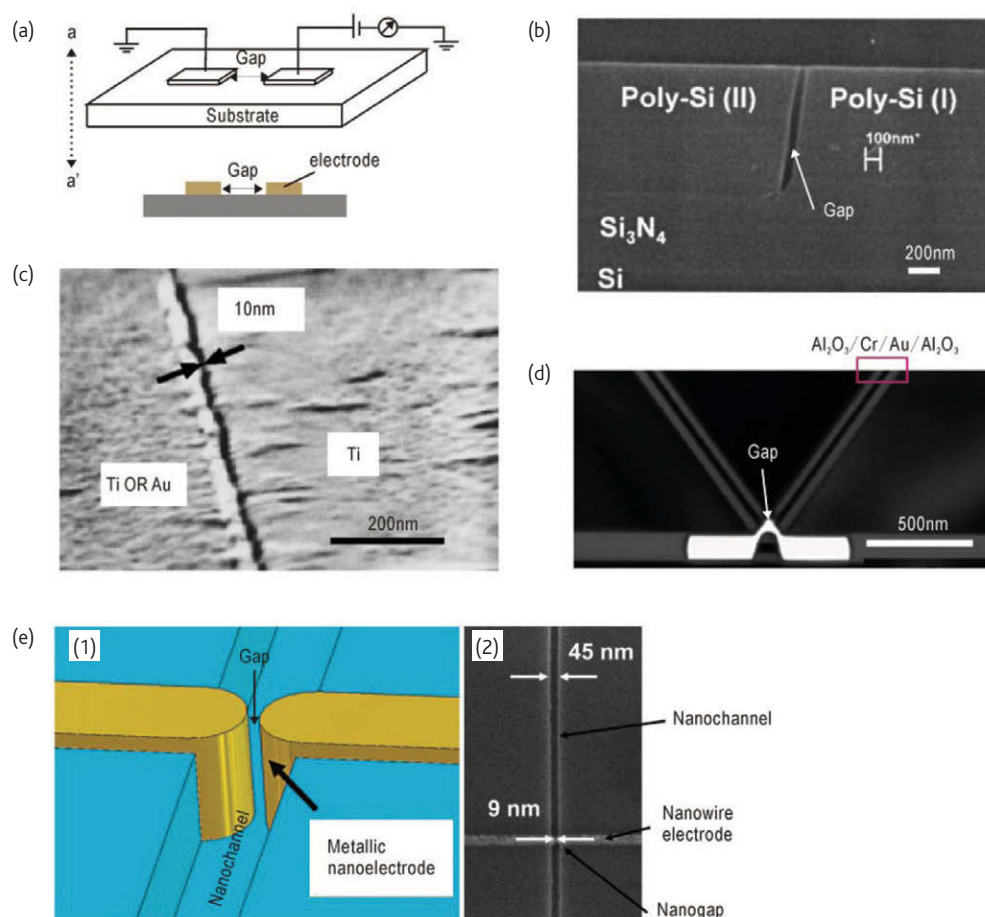 (a)
a
a'
Gap
Substrate
Gap
electrode
(b)
Poly-Si (II)
Poly-Si (I)
100nm*
Gap
Si₃N₄
Si
200nm
(c)
10nm
Ti OR Au
Ti
200nm
(d)
Al₂O₃/Cr/Au/Al₂O₃
Gap
500nm
(e)
(1)
Gap
Nanochannel
Metallic
nanoelectrode
(2)
45 nm
Nanochannel
9 nm
Nanowire
electrode
Nanogap